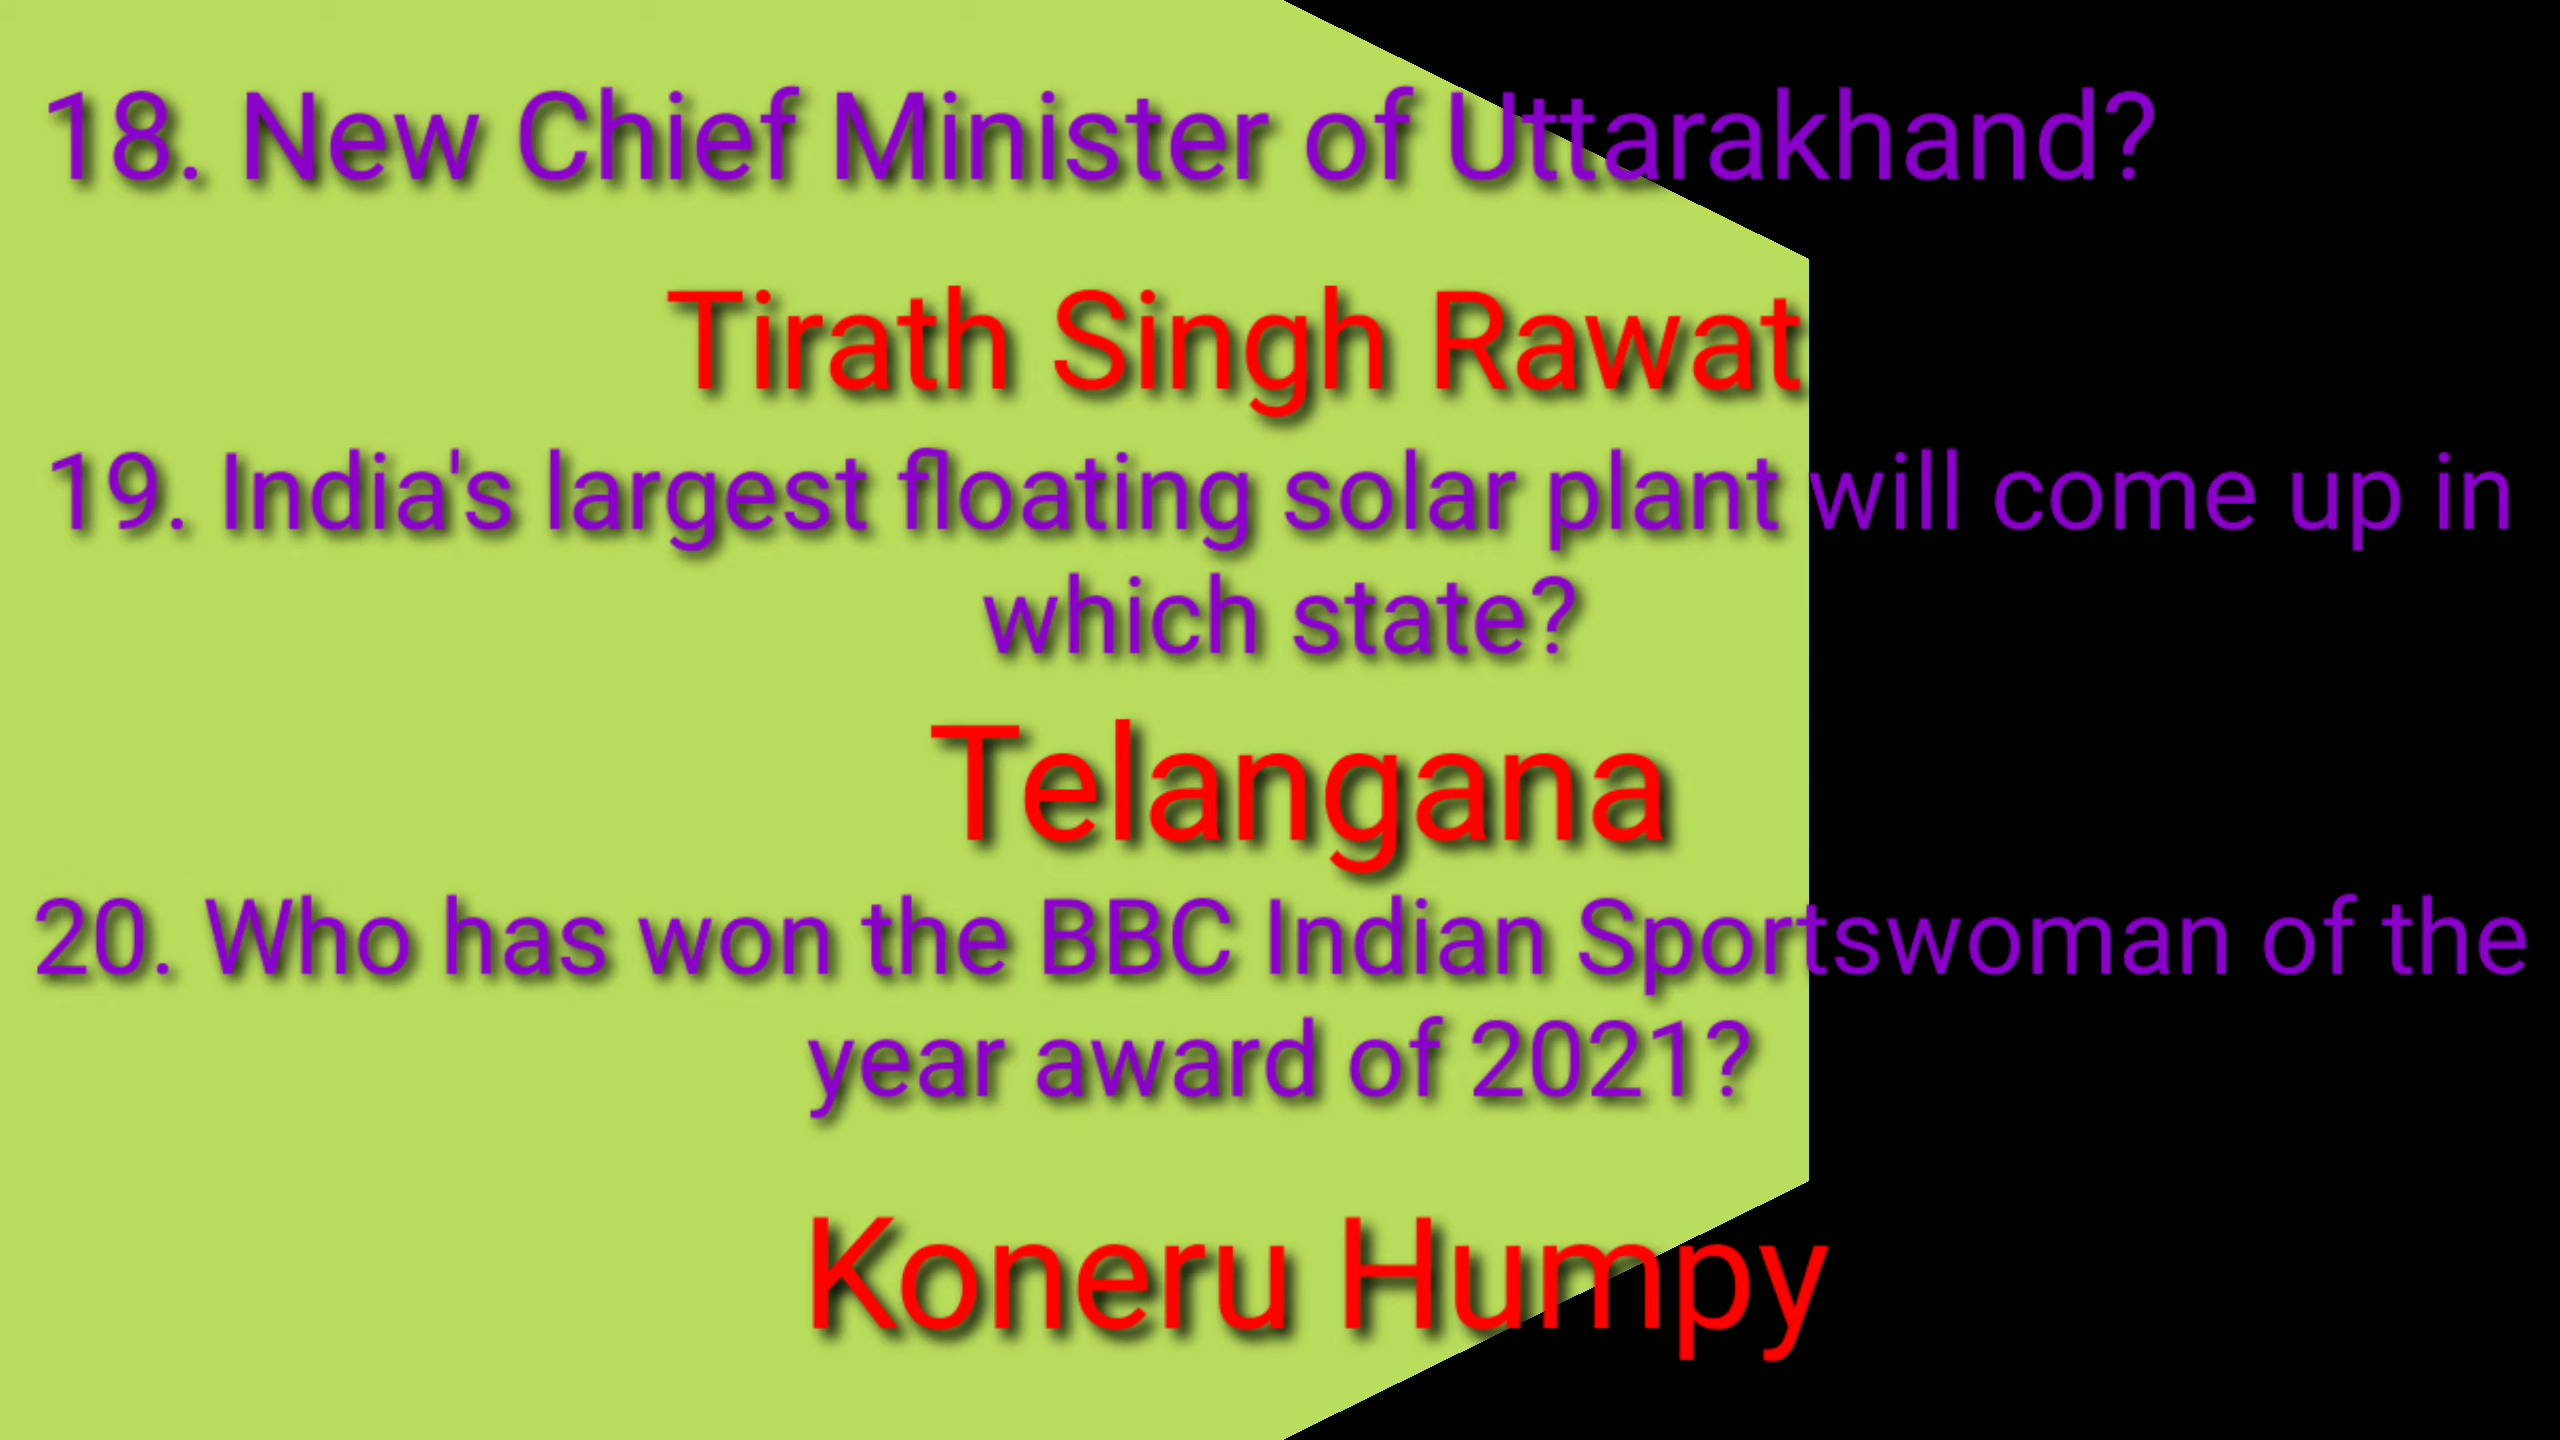 18. New Chief Minister of Uttarakhand?
Tirath Singh Rawat
19. India's largest floating solar plant will come up in
which state?
Telangana
20. Who has won the BBC Indian Sportswoman of the
year award of 2021?
Koneru Humpy